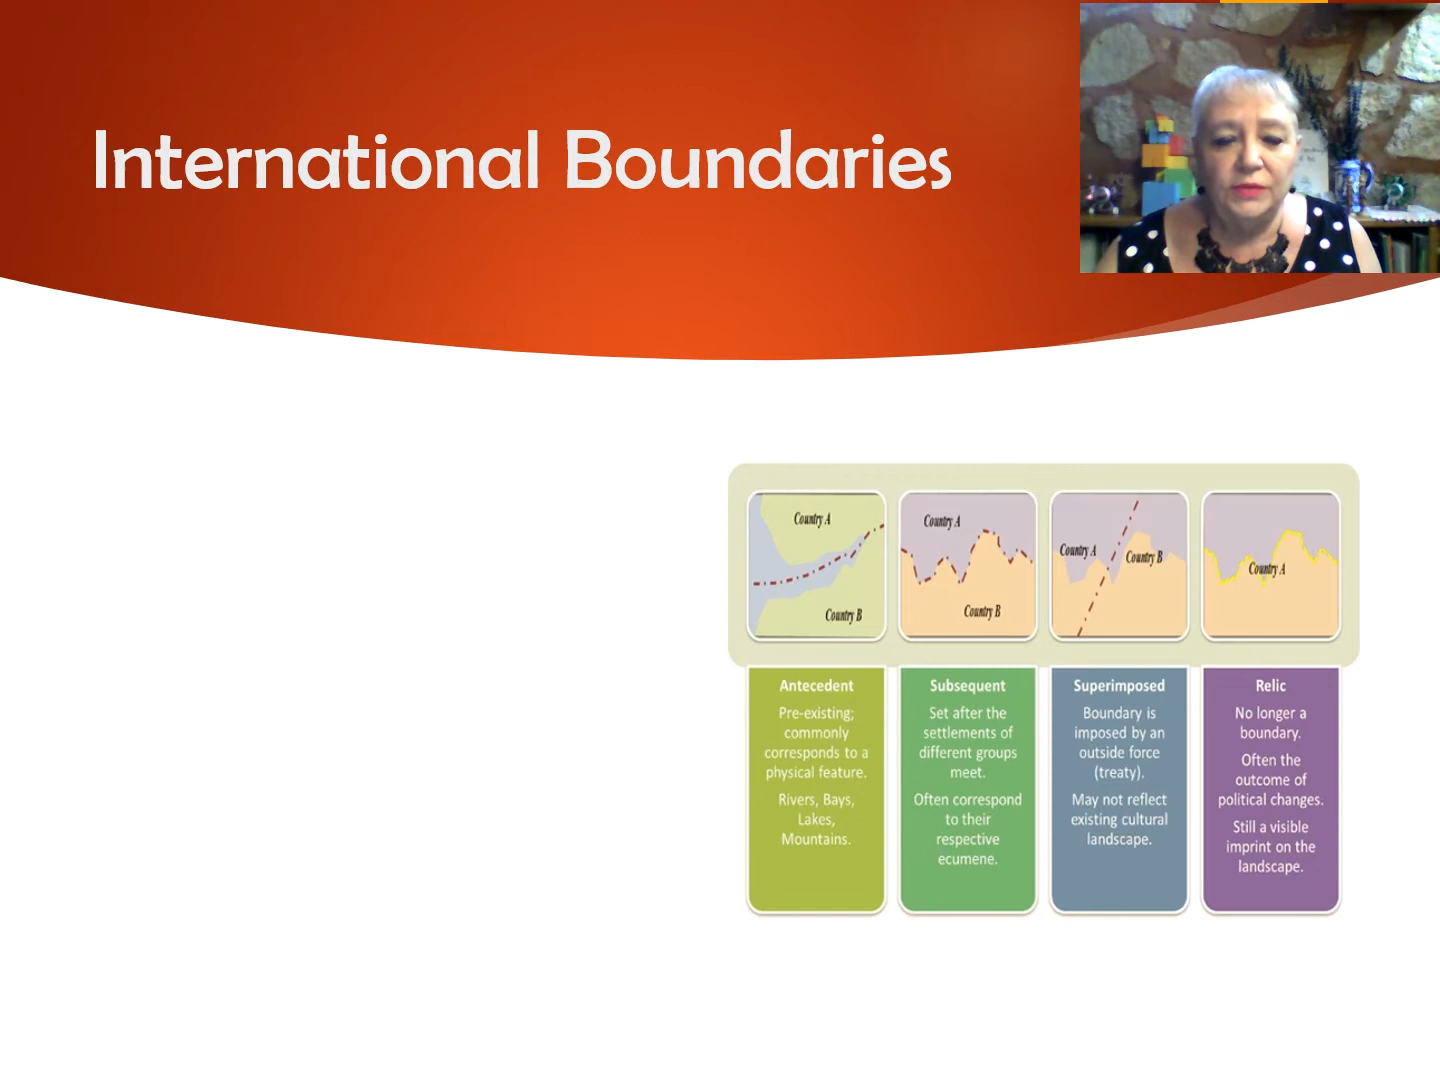 International Boundaries
Country A
Country B
Country A
Country B
Country A
Country B
Country A
Antecedent
Pre-existing;
commonly
corresponds to a
physical feature.
Rivers, Bays,
Lakes,
Mountains.
Subsequent
Set after the
settlements of
different groups
meet.
Often correspond
to their
respective
ecumene.
Superimposed
Boundary is
imposed by an
outside force
(treaty).
May not reflect
existing cultural
landscape.
Relic
No longer a
boundary.
Often the
outcome of
political changes.
Still a visible
imprint on the
landscape.